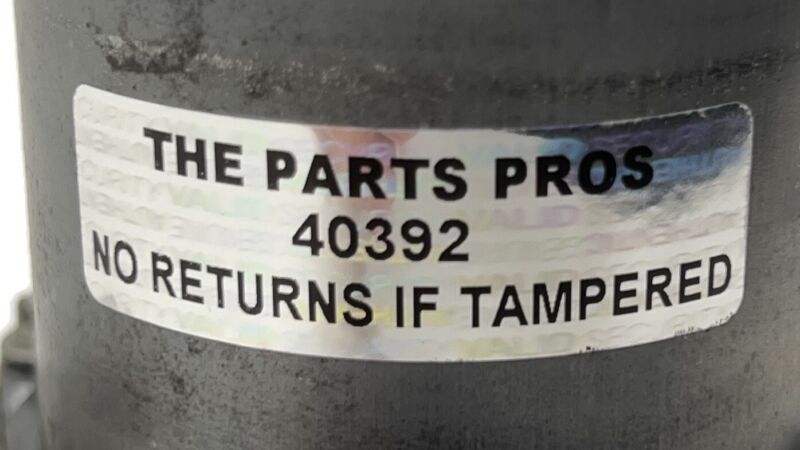 THE PARTS PROS
40392
NO RETURNS IF TAMPERED